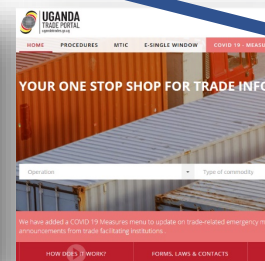 UGANDA
TRADE PORTAL
ugandatrades.go.ug
HOME PROCEDURES MTIC E-SINGLE WINDOW COVID 19 - MEASU
YOUR ONE STOP SHOP FOR TRADE INFO
Operation Type of commodity
We have added a COVID 19 Measures menu to update on trade-related emergency m
announcements from trade facilitating institutions .
HOW DOES IT WORK? FORMS, LAWS & CONTACTS